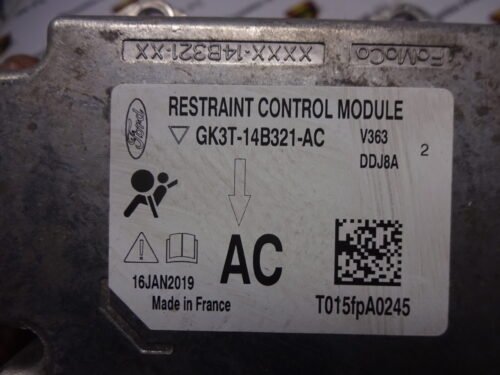 XXXX-14B321-XX
FoMoCo
Ford
RESTRAINT CONTROL MODULE
GK3T-14B321-AC
V363
2
DDJ8A
AC
16JAN2019
Made in France
T015fpA0245